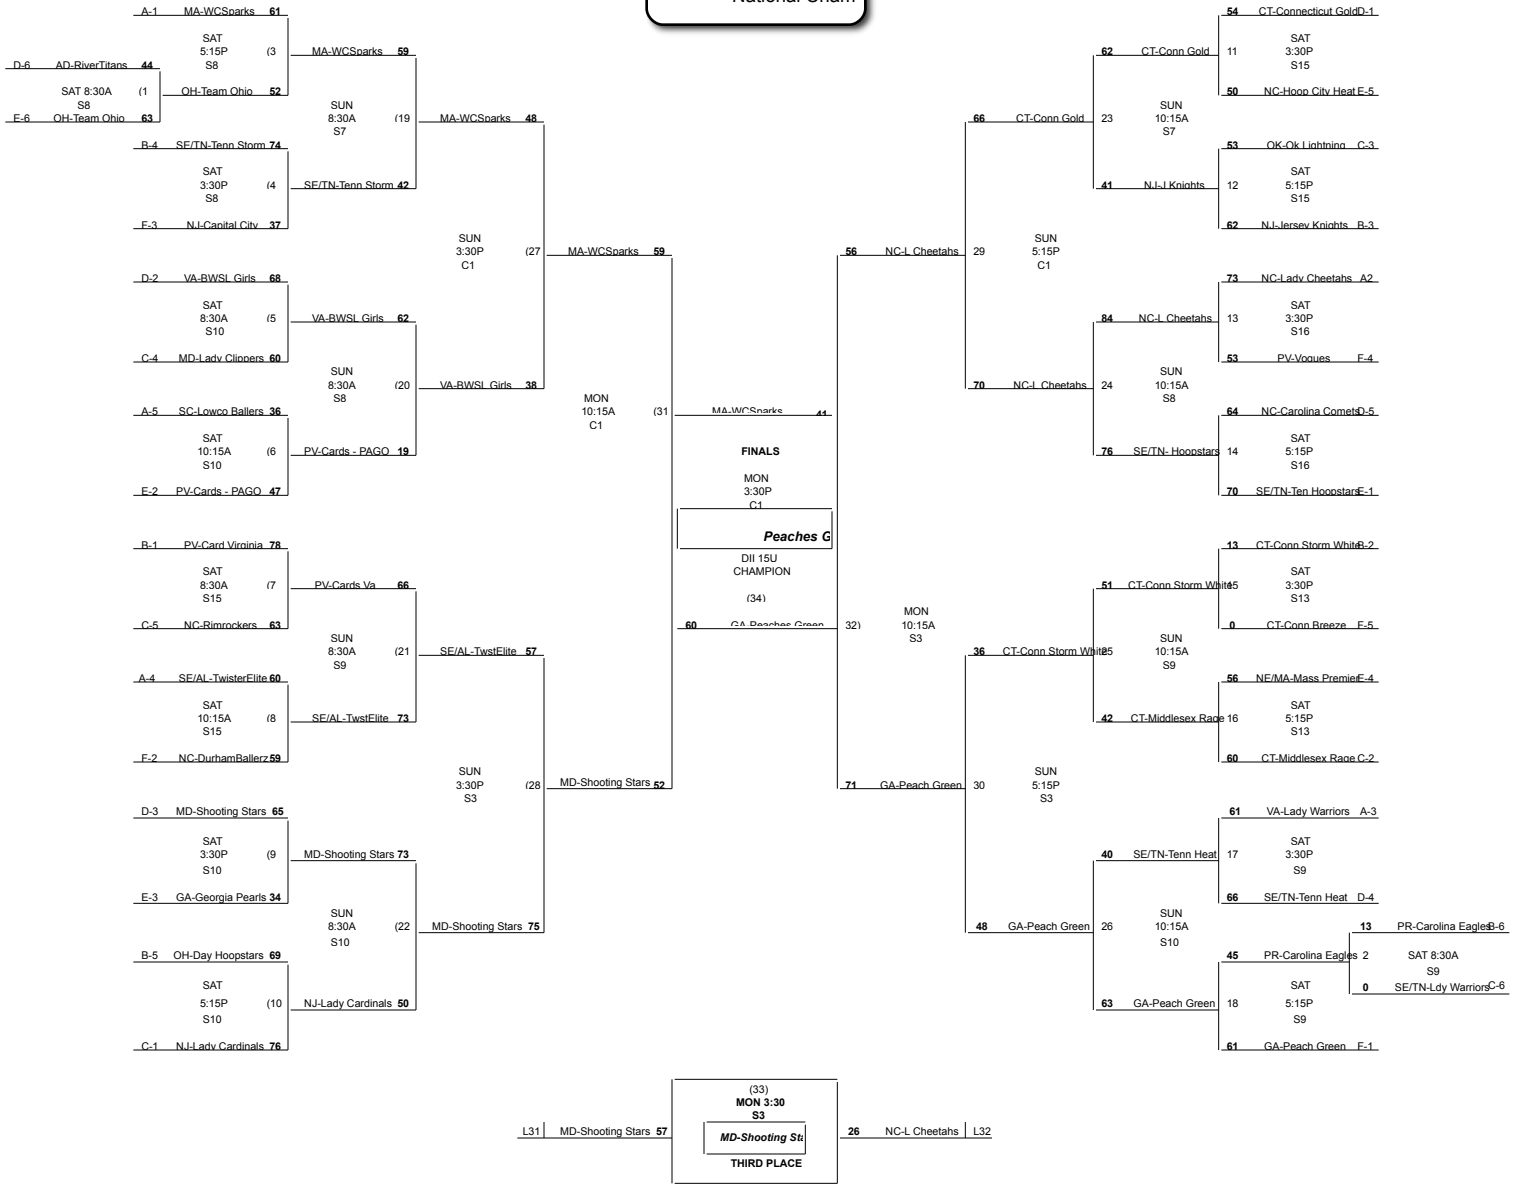 National Cham
A-1 MA-WCSparks 61
SAT
5:15P (3
S8
MA-WCSparks 59
D-6 AD-RiverTitans 44
SAT 8:30A (1
S8
OH-Team Ohio 52
E-6 OH-Team Ohio 63
SUN
8:30A (19
S7
MA-WCSparks 48
B-4 SE/TN-Tenn Storm 74
SAT
3:30P (4
S8
SE/TN-Tenn Storm 42
F-3 NJ-Capital City 37
SUN
3:30P (27
C1
MA-WCSparks 59
D-2 VA-BWSL Girls 68
SAT
8:30A (5
S10
VA-BWSL Girls 62
C-4 MD-Lady Clippers 60
SUN
8:30A (20
S8
VA-BWSL Girls 38
A-5 SC-Lowco Ballers 36
SAT
10:15A (6
S10
PV-Cards - PAGO 19
E-2 PV-Cards - PAGO 47
MON
10:15A (31
C1
MA-WCSparks 41
B-1 PV-Card Virginia 78
SAT
8:30A (7
S15
PV-Cards Va 66
C-5 NC-Rimrockers 63
SUN
8:30A (21
S9
SE/AL-TwstElite 57
A-4 SE/AL-TwisterElite 60
SAT
10:15A (8
S15
SE/AL-TwstElite 73
F-2 NC-DurhamBallerz 59
SUN
3:30P (28
S3
MD-Shooting Stars 52
D-3 MD-Shooting Stars 65
SAT
3:30P (9
S10
MD-Shooting Stars 73
E-3 GA-Georgia Pearls 34
SUN
8:30A (22
S10
MD-Shooting Stars 75
B-5 OH-Day Hoopstars 69
SAT
5:15P (10
S10
NJ-Lady Cardinals 50
C-1 NJ-Lady Cardinals 76
FINALS
MON
3:30P
C1
Peaches G
DII 15U
CHAMPION
(34)
60 GA-Peaches Green 32)
MON
10:15A
S3
54 CT-Connecticut Gold D-1
SAT
11 3:30P
S15
62 CT-Conn Gold
50 NC-Hoop City Heat E-5
SUN
23 10:15A
S7
66 CT-Conn Gold
53 OK-Ok Lightning C-3
SAT
12 5:15P
S15
41 NJ-J Knights
62 NJ-Jersey Knights B-3
SUN
29 5:15P
C1
56 NC-L Cheetahs
73 NC-Lady Cheetahs A2
SAT
13 3:30P
S16
84 NC-L Cheetahs
53 PV-Vogues F-4
SUN
24 10:15A
S8
70 NC-L Cheetahs
64 NC-Carolina Comets D-5
SAT
14 5:15P
S16
76 SE/TN- Hoopstars
70 SE/TN-Ten Hoopstars E-1
13 CT-Conn Storm White B-2
SAT
15 3:30P
S13
51 CT-Conn Storm White
0 CT-Conn Breeze F-5
SUN
25 10:15A
S9
36 CT-Conn Storm White
56 NE/MA-Mass Premier E-4
SAT
16 5:15P
S13
42 CT-Middlesex Rage
60 CT-Middlesex Rage C-2
SUN
30 5:15P
S3
71 GA-Peach Green
61 VA-Lady Warriors A-3
SAT
17 3:30P
S9
40 SE/TN-Tenn Heat
66 SE/TN-Tenn Heat D-4
SUN
26 10:15A
S10
48 GA-Peach Green
13 PR-Carolina Eagles B-6
2 SAT 8:30A
S9
45 PR-Carolina Eagles
0 SE/TN-Ldy Warriors C-6
SAT
18 5:15P
S9
63 GA-Peach Green
61 GA-Peach Green F-1
(33)
MON 3:30
S3
L31 MD-Shooting Stars 57
MD-Shooting Sta
26 NC-L Cheetahs L32
THIRD PLACE